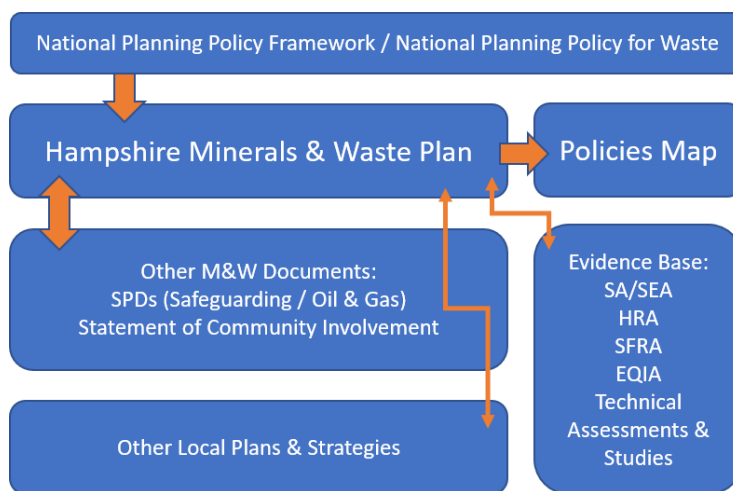 National Planning Policy Framework / National Planning Policy for Waste
Hampshire Minerals & Waste Plan
Policies Map
Other M&W Documents:
SPDs (Safeguarding / Oil & Gas)
Statement of Community Involvement
Evidence Base:
SA/SEA
HRA
SFRA
EQIA
Technical
Assessments &
Studies
Other Local Plans & Strategies